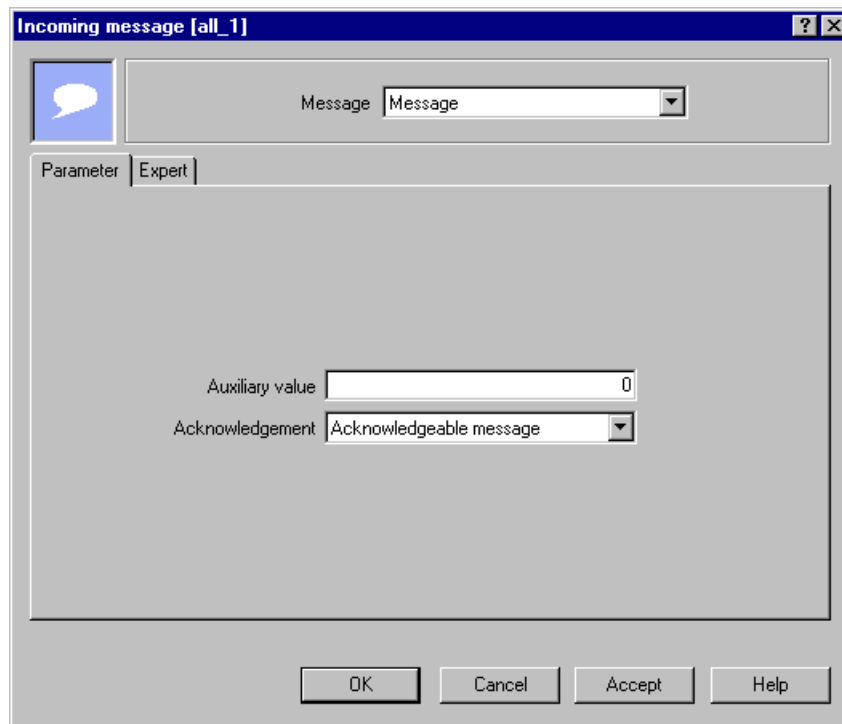 Incoming message [all_1]
Message Message
Parameter Expert
Auxiliary value 0
Acknowledgement Acknowledgeable message
OK Cancel Accept Help